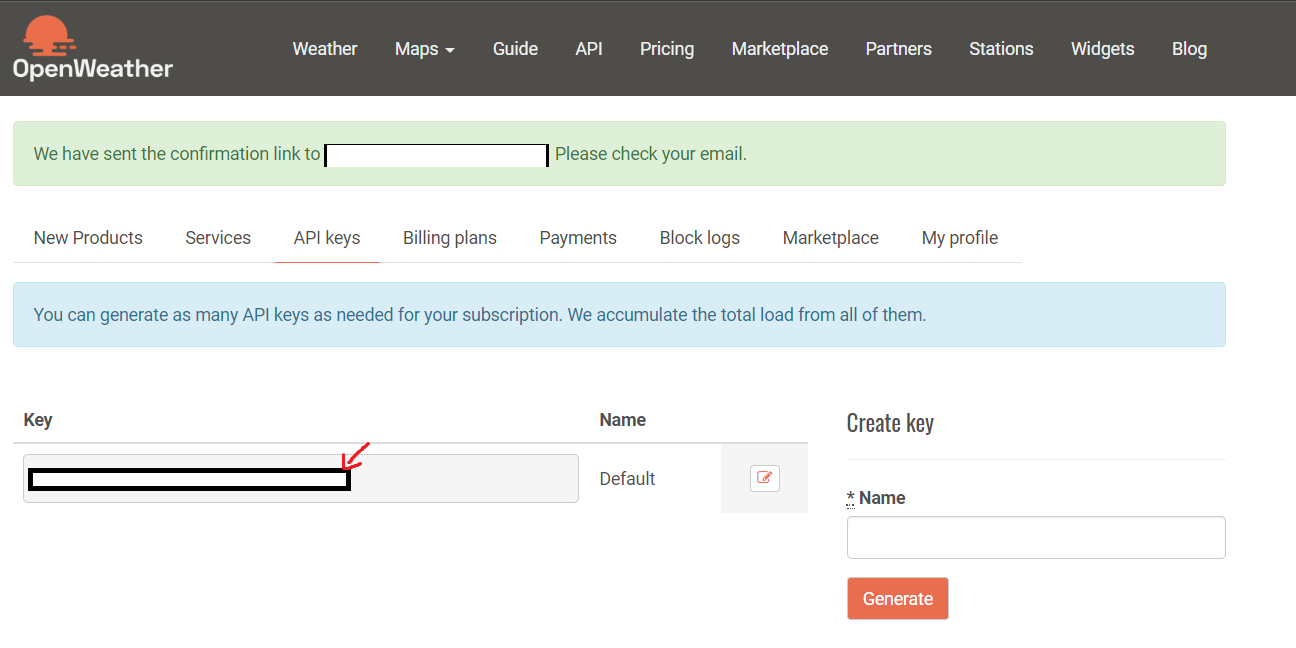 OpenWeather
Weather Maps Guide API Pricing Marketplace Partners Stations Widgets Blog
We have sent the confirmation link to Please check your email.
New Products Services API keys Billing plans Payments Block logs Marketplace My profile
You can generate as many API keys as needed for your subscription. We accumulate the total load from all of them.
Key Name
Create key
Default
* Name
Generate